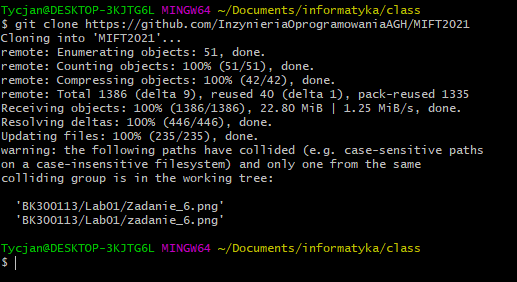 Tycjan@DESKTOP-3KJTG6L MINGW64 ~/Documents/informatyka/class
$ git clone https://github.com/InzynieriaOprogramowaniaAGH/MIFT2021
Cloning into 'MIFT2021'...
remote: Enumerating objects: 51, done.
remote: Counting objects: 100% (51/51), done.
remote: Compressing objects: 100% (42/42), done.
remote: Total 1386 (delta 9), reused 40 (delta 1), pack-reused 1335
Receiving objects: 100% (1386/1386), 22.80 MiB | 1.25 MiB/s, done.
Resolving deltas: 100% (446/446), done.
Updating files: 100% (235/235), done.
warning: the following paths have collided (e.g. case-sensitive paths
on a case-insensitive filesystem) and only one from the same
colliding group is in the working tree:
'BK300113/Lab01/Zadanie_6.png'
'BK300113/Lab01/zadanie_6.png'
Tycjan@DESKTOP-3KJTG6L MINGW64 ~/Documents/informatyka/class
$